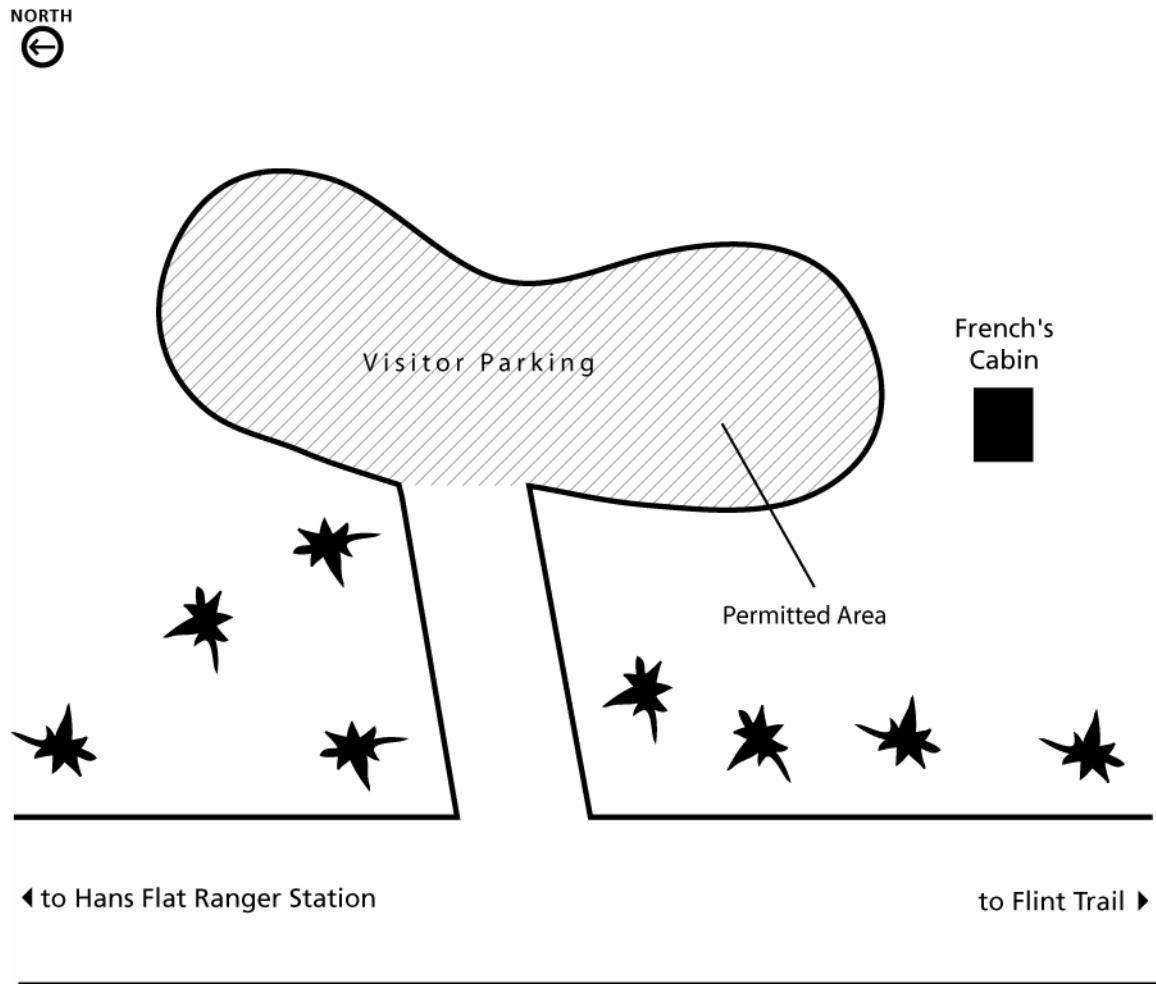 NORTH
Visitor Parking
French's
Cabin
Permitted Area
to Hans Flat Ranger Station
to Flint Trail